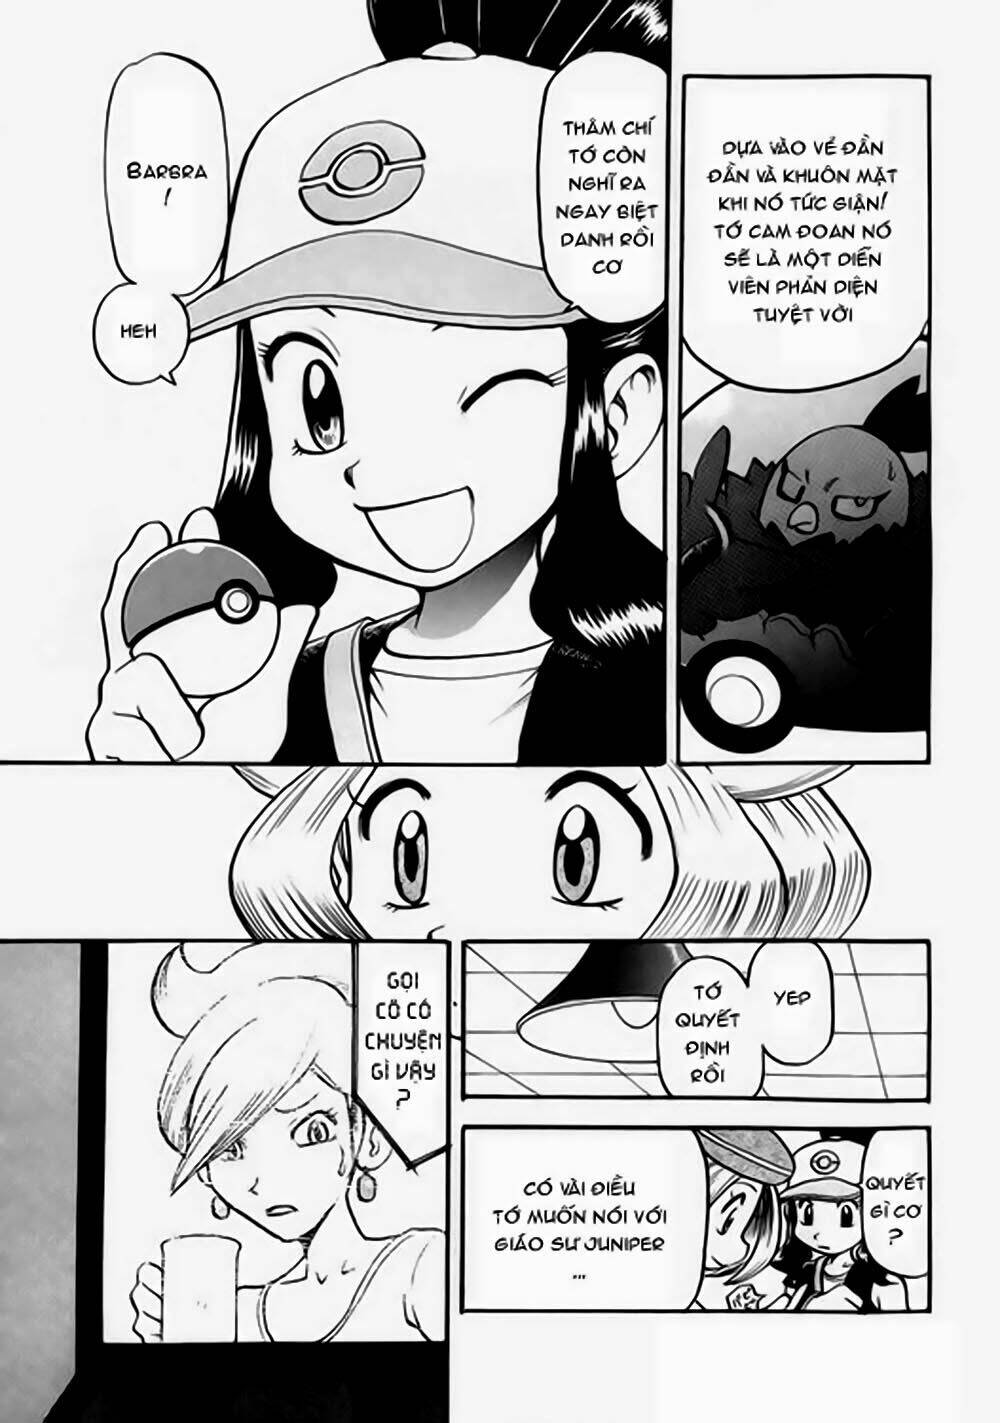 DỰA VÀO VẺ ĐẦN
ĐẦN VÀ KHUÔN MẶT
KHI NÓ TỨC GIẬN!
TỚ CAM ĐOAN NÓ
SẼ LÀ MỘT DIỄN
VIÊN PHẢN DIỆN
TUYỆT VỜI
THẬM CHÍ
TỚ CÒN
NGHĨ RA
NGAY BIỆT
DANH RỒI
CƠ
BARBRA
!
HEH
YEP
TỚ
QUYẾT
ĐỊNH
RỒI
QUYẾT
GÌ CƠ
?
CÓ VÀI ĐIỀU
TỚ MUỐN NÓI VỚI
GIÁO SƯ JUNIPER
...
GỌI
CÔ CÓ
CHUYỆN
GÌ VẬY
?